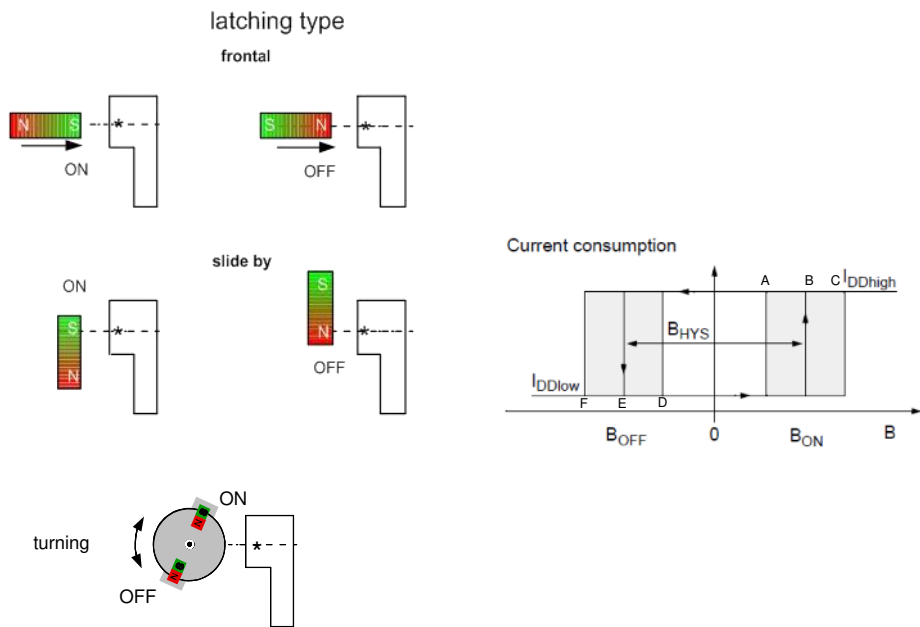 latching type
frontal
N S
S N
ON
OFF
slide by
ON
S
N
S
N
OFF
turning
ON
N
N
OFF
Current consumption
A B C IDDhigh
BHYS
IDDlow
F E D
BOFF 0 BON B